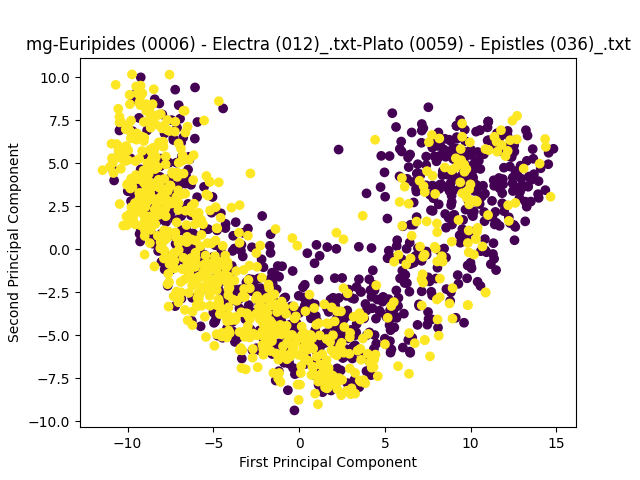 mg-Euripides (0006) - Electra (012)_.txt-Plato (0059) - Epistles (036)_.txt
10.0
7.5
5.0
2.5
0.0
−2.5
−5.0
−7.5
−10.0
Second Principal Component
−10 −5 0 5 10 15
First Principal Component